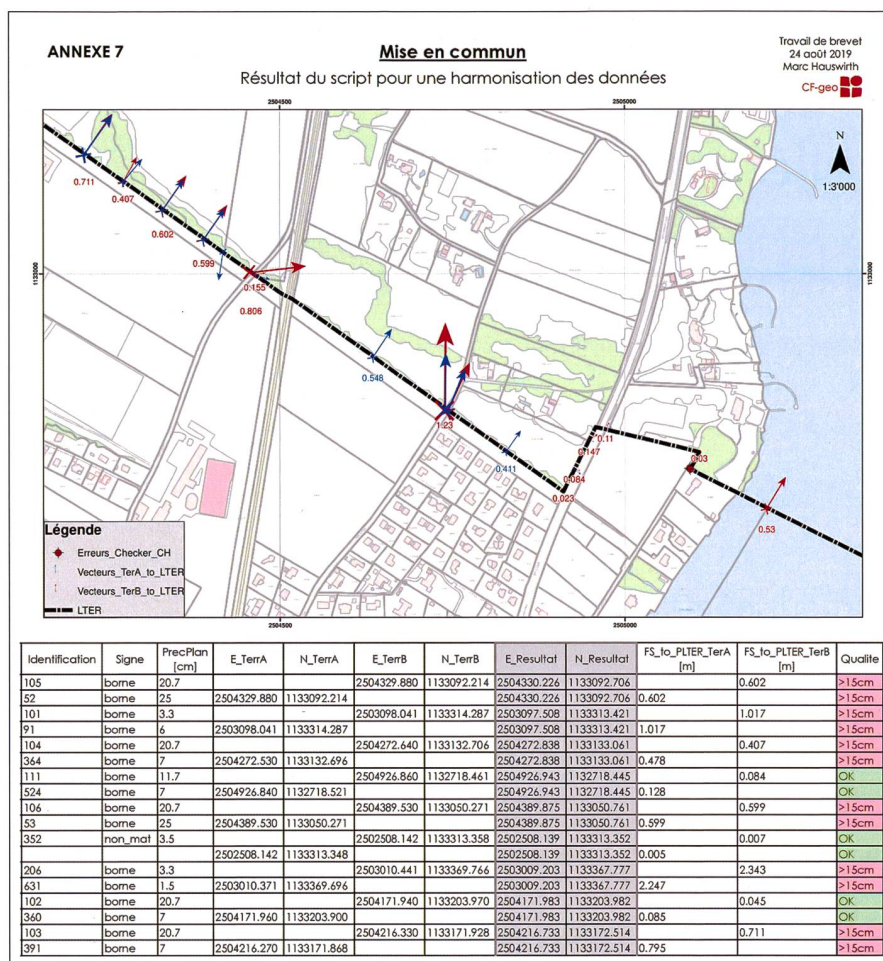 ANNEXE 7
Mise en commun
Résultat du script pour une harmonisation des données
Travail de brevet
24 août 2019
Marc Hauswirth
CF-geo
2504500
2505000
N
1:3'000
1133000
1133000
0.711
0.407
0.602
0.599
0.155
0.806
0.548
1.23
0.411
0.11
0.147
0.084
0.023
0.03
0.53
Légende
Erreurs_Checker_CH
Vecteurs_TerA_to_LTER
Vecteurs_TerB_to_LTER
LTER
2504500
2505000
Identification Signe PrecPlan [cm] E_TerrA N_TerrA E_TerrB N_TerrB E_Resultat N_Resultat FS_to_PLTER_TerA [m] FS_to_PLTER_TerB [m] Qualite
105 borne 20.7 2504329.880 1133092.214 2504330.226 1133092.706 0.602 >15cm
52 borne 25 2504329.880 1133092.214 2504330.226 1133092.706 0.602 >15cm
101 borne 3.3 2503098.041 1133314.287 2503097.508 1133313.421 1.017 >15cm
91 borne 6 2503098.041 1133314.287 2503097.508 1133313.421 1.017 >15cm
104 borne 20.7 2504272.640 1133132.706 2504272.838 1133133.061 0.407 >15cm
364 borne 7 2504272.530 1133132.696 2504272.838 1133133.061 0.478 >15cm
111 borne 11.7 2504926.860 1132718.461 2504926.943 1132718.445 0.084 OK
524 borne 7 2504926.840 1132718.521 2504926.943 1132718.445 0.128 OK
106 borne 20.7 2504389.530 1133050.271 2504389.875 1133050.761 0.599 >15cm
53 borne 25 2504389.530 1133050.271 2504389.875 1133050.761 0.599 >15cm
352 non_mat 3.5 2502508.142 1133313.358 2502508.139 1133313.352 0.007 OK
2502508.142 1133313.348 2502508.139 1133313.352 0.005 OK
206 borne 3.3 2503010.441 1133369.766 2503009.203 1133367.777 2.343 >15cm
631 borne 1.5 2503010.371 1133369.696 2503009.203 1133367.777 2.247 >15cm
102 borne 20.7 2504171.940 1133203.970 2504171.983 1133203.982 0.045 OK
360 borne 7 2504171.960 1133203.900 2504171.983 1133203.982 0.085 OK
103 borne 20.7 2504216.330 1133171.928 2504216.733 1133172.514 0.711 >15cm
391 borne 7 2504216.270 1133171.868 2504216.733 1133172.514 0.795 >15cm